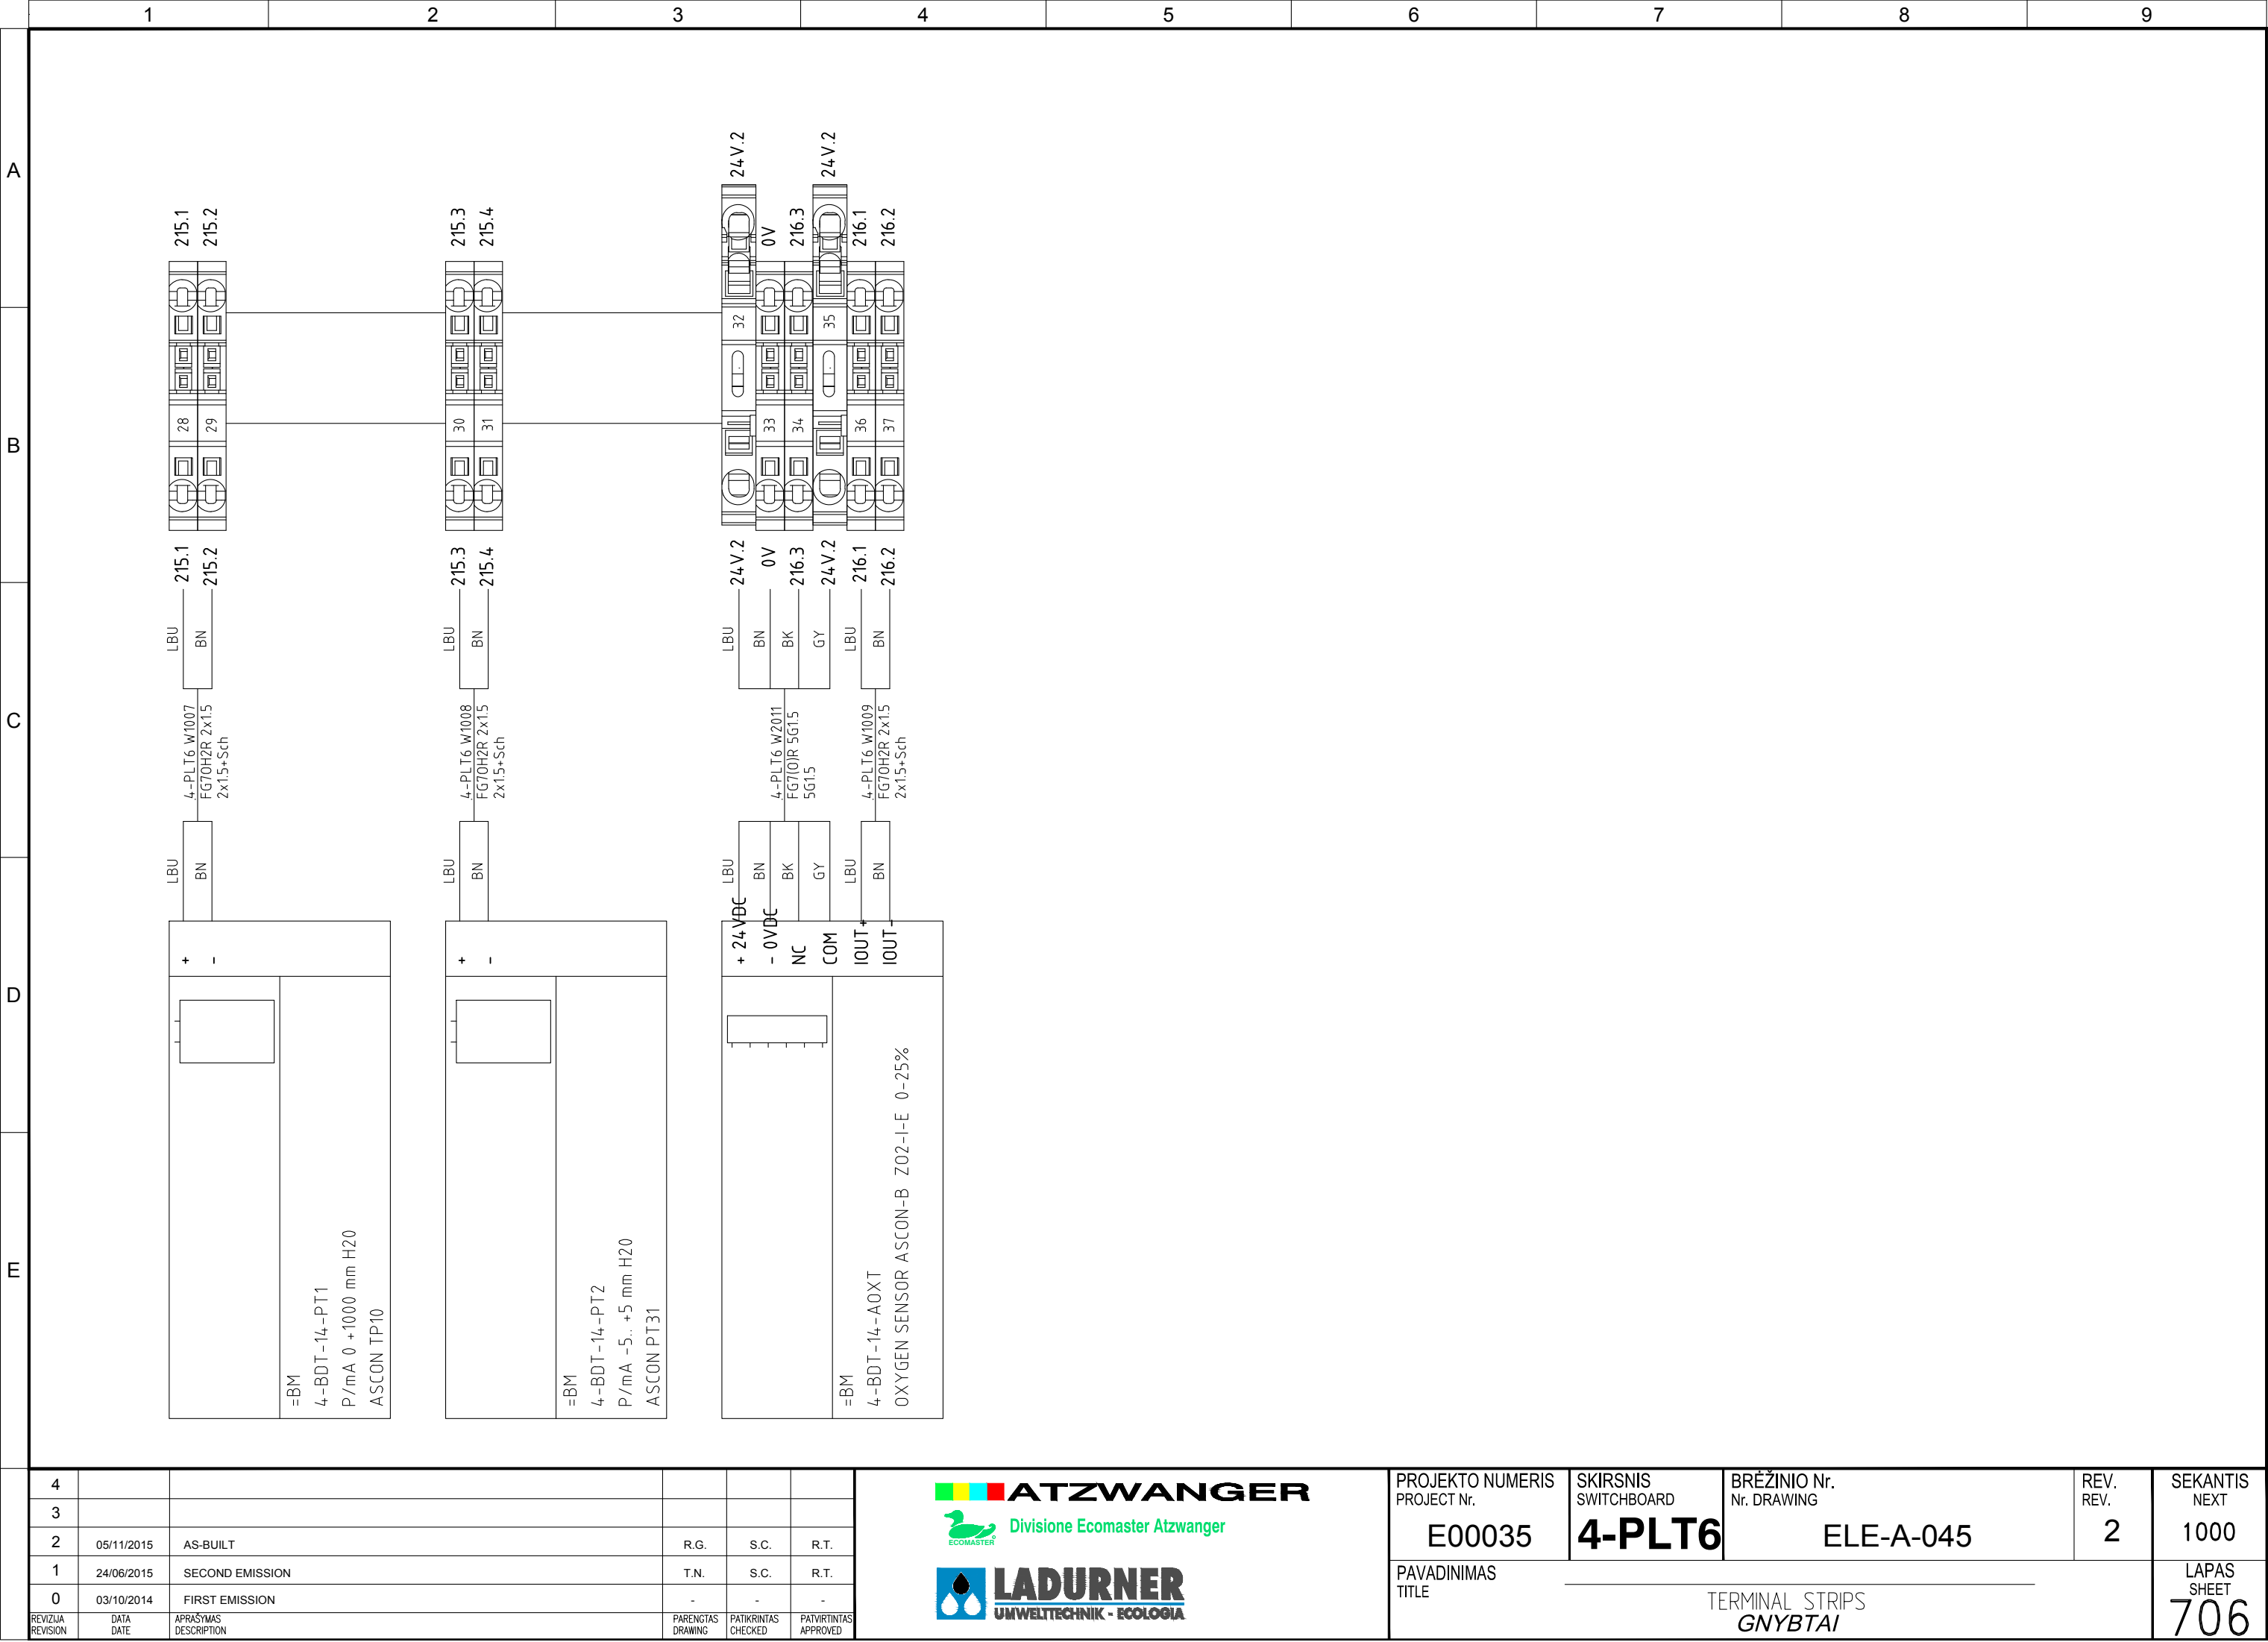 1 2 3 4 5 6 7 8 9
A
B
C
D
E
215.1
215.2
215.3
215.4
24V.2
0V
216.3
24V.2
216.1
216.2
28
29
30
31
32
33
34
35
36
37
215.1
215.2
215.3
215.4
24V.2
0V
216.3
24V.2
216.1
216.2
LBU
BN
LBU
BN
LBU
BN
BK
GY
LBU
BN
4-PLT6 W1007
FG7OH2R 2x1.5
2x1.5+Sch
4-PLT6 W1008
FG7OH2R 2x1.5
2x1.5+Sch
4-PLT6 W2011
FG7(O)R 5G1.5
5G1.5
4-PLT6 W1009
FG7OH2R 2x1.5
2x1.5+Sch
LBU
BN
LBU
BN
LBU
BN
BK
GY
LBU
BN
+
-
+
-
+ 24VDC
- 0VDC
NC
COM
IOUT+
IOUT-
=BM
4-BDT-14-PT1
P/mA 0 +1000 mm H20
ASCON TP10
=BM
4-BDT-14-PT2
P/mA -5.. +5 mm H20
ASCON PT31
=BM
4-BDT-14-AOXT
OXYGEN SENSOR ASCON-B ZO2-I-E 0-25%
4
3
2 05/11/2015 AS-BUILT R.G. S.C. R.T.
1 24/06/2015 SECOND EMISSION T.N. S.C. R.T.
0 03/10/2014 FIRST EMISSION - - -
REVIZIJA DATA APRAŠYMAS PARENGTAS PATIKRINTAS PATVIRTINTAS
REVISION DATE DESCRIPTION DRAWING CHECKED APPROVED
ATZWANGER
ECOMASTER
Divisione Ecomaster Atzwanger
LADURNER
UMWELTTECHNIK - ECOLOGIA
PROJEKTO NUMERIS
PROJECT Nr.
E00035
SKIRSNIS
SWITCHBOARD
4-PLT6
BRĖŽINIO Nr.
Nr. DRAWING
ELE-A-045
REV.
REV.
2
SEKANTIS
NEXT
1000
PAVADINIMAS
TITLE
TERMINAL STRIPS
GNYBTAI
LAPAS
SHEET
706